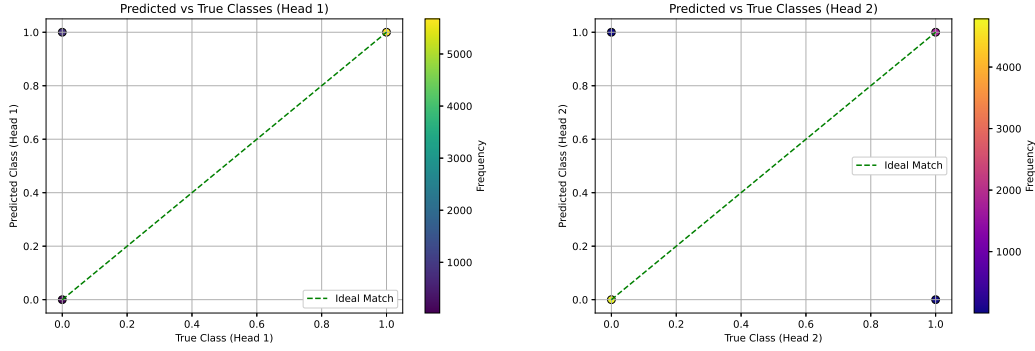 Predicted vs True Classes (Head 1)
Predicted Class (Head 1)
1.0
0.8
0.6
0.4
0.2
0.0
0.0 0.2 0.4 0.6 0.8 1.0
True Class (Head 1)
Ideal Match
5000
4000
3000
2000
1000
Frequency
Predicted vs True Classes (Head 2)
Predicted Class (Head 2)
1.0
0.8
0.6
0.4
0.2
0.0
0.0 0.2 0.4 0.6 0.8 1.0
True Class (Head 2)
Ideal Match
4000
3000
2000
1000
Frequency